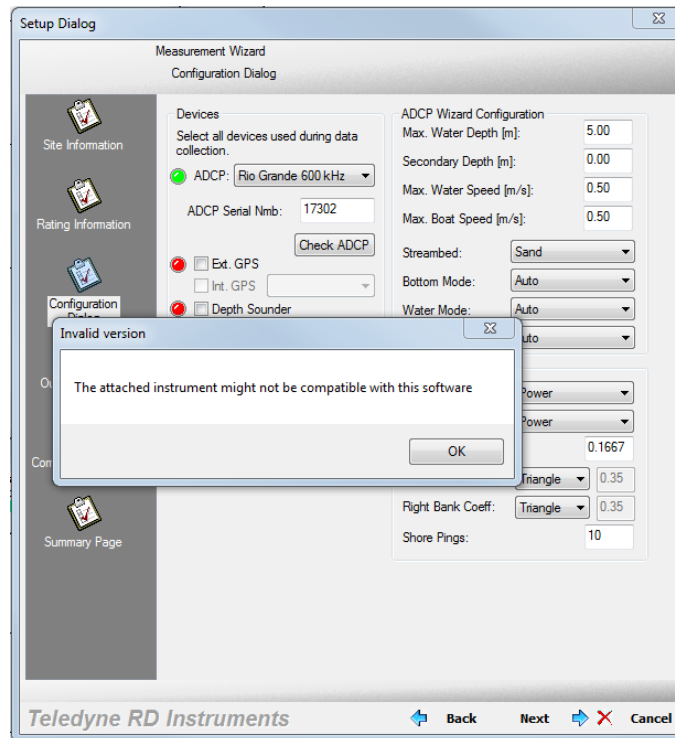 Setup Dialog
Measurement Wizard
Configuration Dialog
Site Information
Rating Information
Configuration
Summary Page
Devices
Select all devices used during data
collection.
ADCP: Rio Grande 600 kHz
ADCP Serial Nmb: 17302
Check ADCP
Ext. GPS
Int. GPS
Depth Sounder
ADCP Wizard Configuration
Max. Water Depth [m]: 5.00
Secondary Depth [m]: 0.00
Max. Water Speed [m/s]: 0.50
Max. Boat Speed [m/s]: 0.50
Streambed: Sand
Bottom Mode: Auto
Water Mode: Auto
Invalid version
The attached instrument might not be compatible with this software
OK
Power
Power
0.1667
Triangle 0.35
Right Bank Coeff: Triangle 0.35
Shore Pings: 10
Teledyne RD Instruments
Back Next Cancel